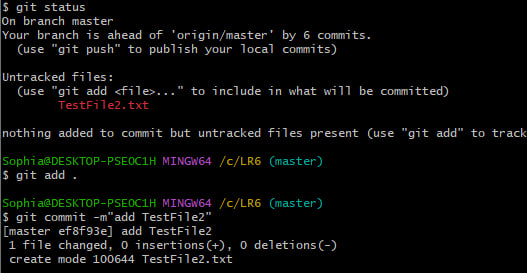 $ git status
On branch master
Your branch is ahead of 'origin/master' by 6 commits.
  (use "git push" to publish your local commits)

Untracked files:
  (use "git add <file>..." to include in what will be committed)
        TestFile2.txt

nothing added to commit but untracked files present (use "git add" to track

Sophia@DESKTOP-PSEOC1H MINGW64 /c/LR6 (master)
$ git add .

Sophia@DESKTOP-PSEOC1H MINGW64 /c/LR6 (master)
$ git commit -m"add TestFile2"
[master ef8f93e] add TestFile2
 1 file changed, 0 insertions(+), 0 deletions(-)
 create mode 100644 TestFile2.txt